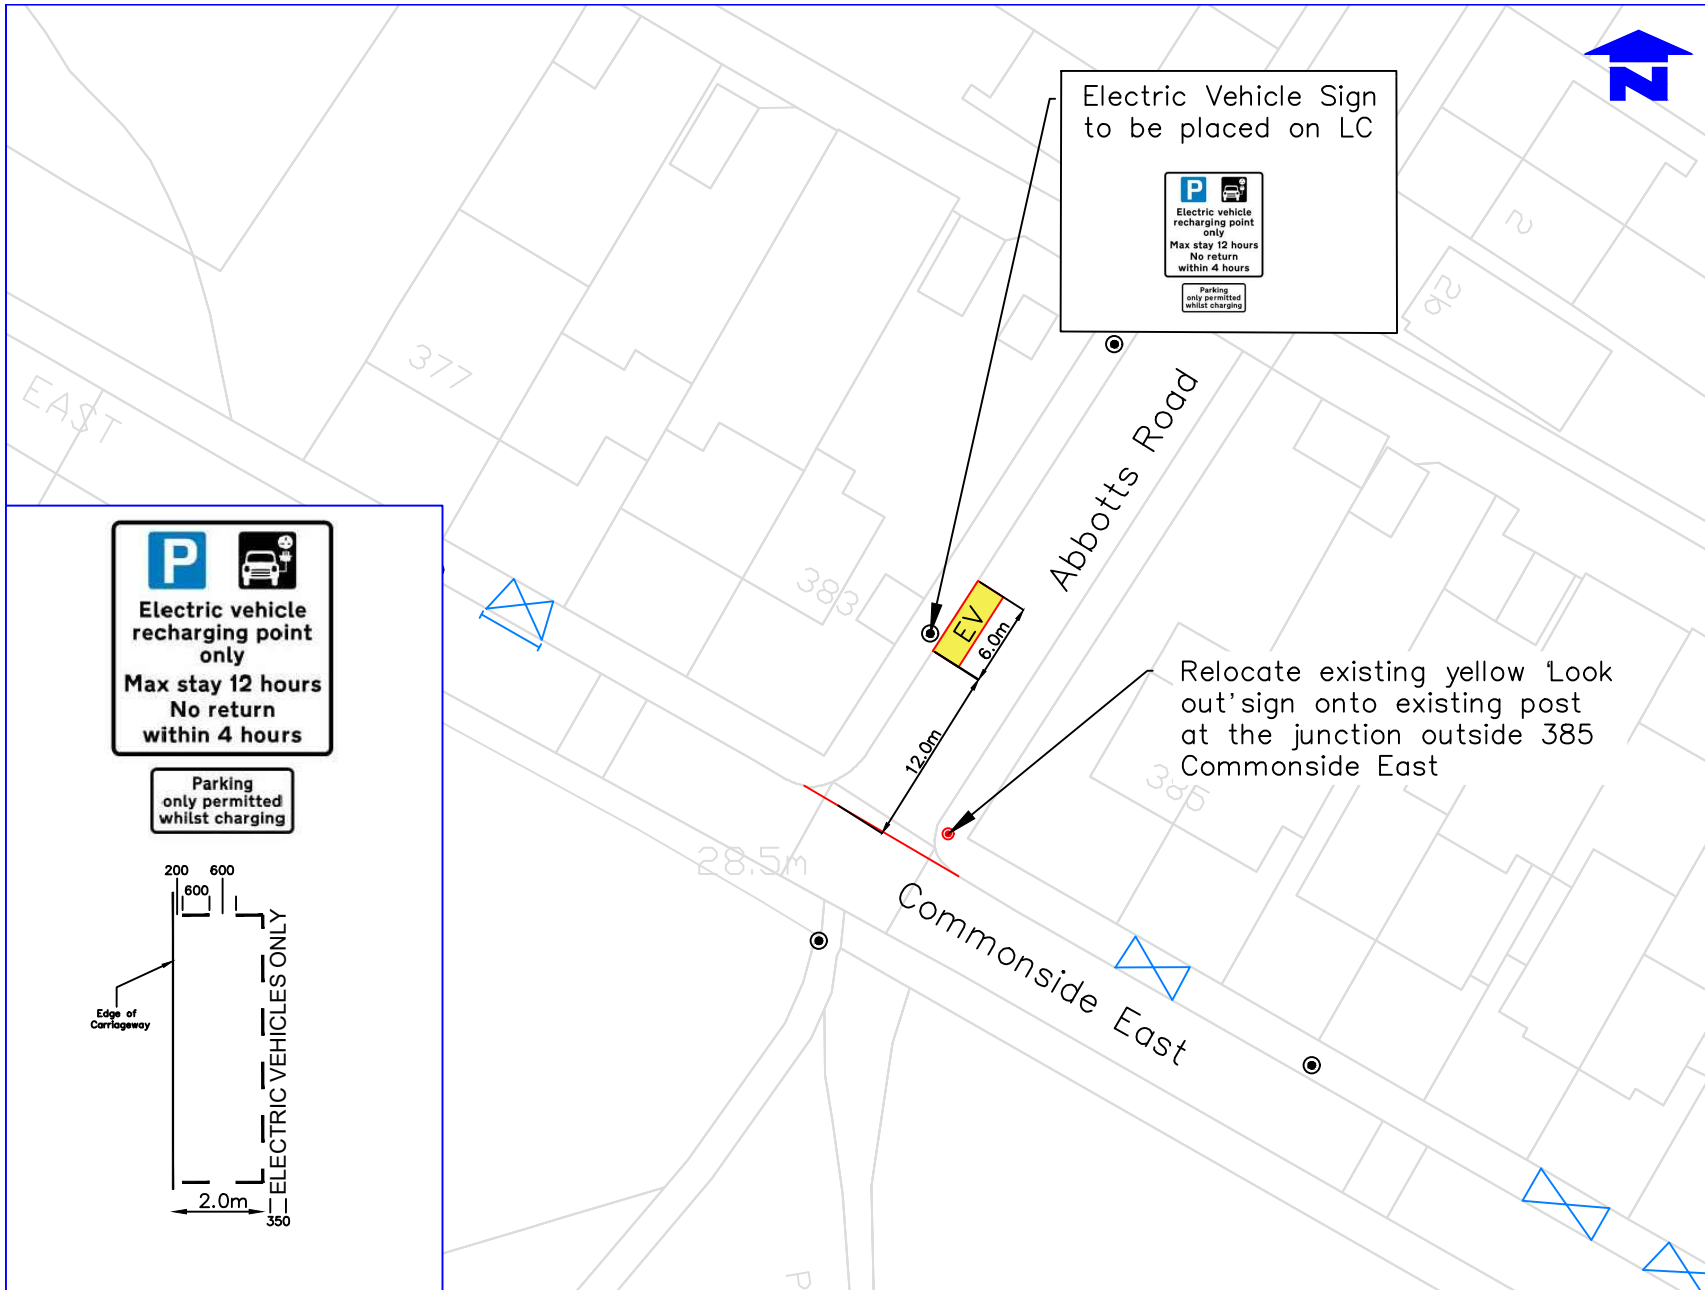 N
Electric Vehicle Sign
to be placed on LC
P
Electric vehicle
recharging point
only
Max stay 12 hours
No return
within 4 hours
Parking
only permitted
whilst charging
2
2b
377
EAST
Abbotts Road
383
EV
6.0m
12.0m
Relocate existing yellow 'Look
out' sign onto existing post
at the junction outside 385
Commonside East
385
28.5m
Commonside East
P
P
Electric vehicle
recharging point
only
Max stay 12 hours
No return
within 4 hours
Parking
only permitted
whilst charging
200
600
600
ELECTRIC VEHICLES ONLY
Edge of
Carriageway
2.0m
350